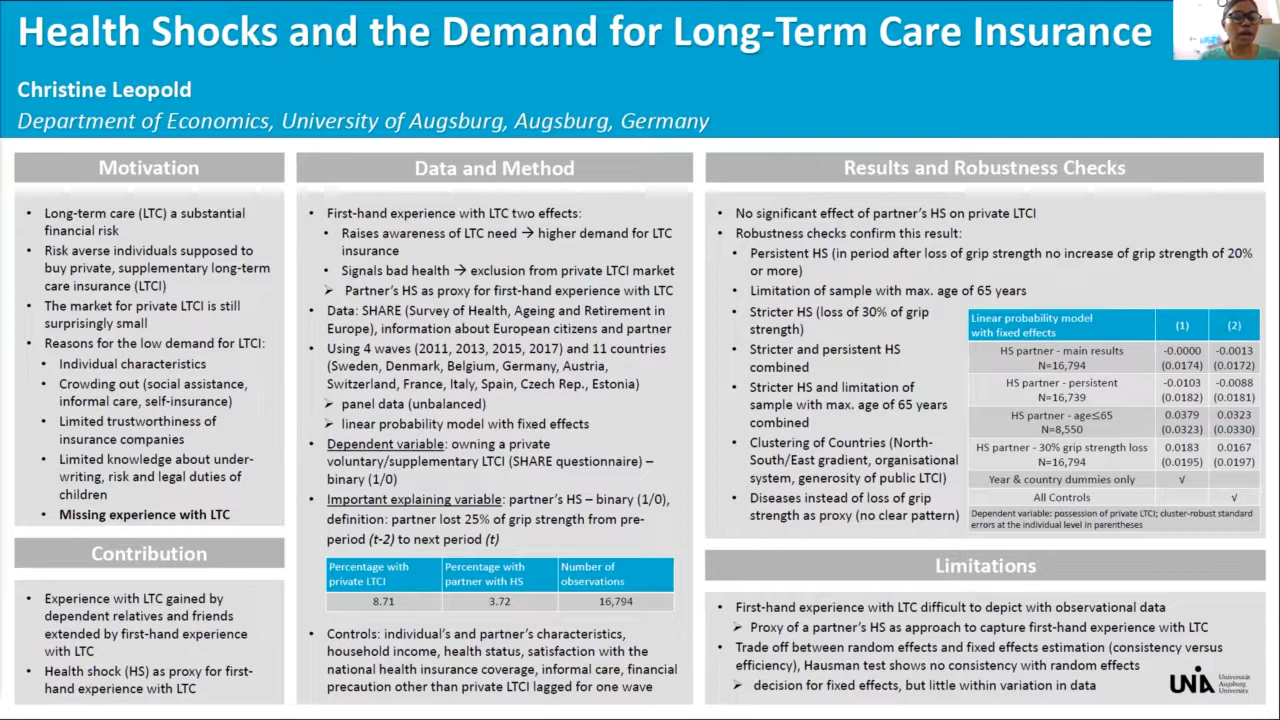 Health Shocks and the Demand for Long-Term Care Insurance
Christine Leopold
Department of Economics, University of Augsburg, Augsburg, Germany
Motivation
• Long-term care (LTC) a substantial
financial risk
• Risk averse individuals supposed to
buy private, supplementary long-term
care insurance (LTCI)
• The market for private LTCI is still
surprisingly small
• Reasons for the low demand for LTCI:
• Individual characteristics
• Crowding out (social assistance,
informal care, self-insurance)
• Limited trustworthiness of
insurance companies
• Limited knowledge about under-
writing, risk and legal duties of
children
• Missing experience with LTC
Contribution
• Experience with LTC gained by
dependent relatives and friends
extended by first-hand experience
with LTC
• Health shock (HS) as proxy for first-
hand experience with LTC
Data and Method
• First-hand experience with LTC two effects:
• Raises awareness of LTC need → higher demand for LTC
insurance
• Signals bad health → exclusion from private LTCI market
➢ Partner's HS as proxy for first-hand experience with LTC
• Data: SHARE (Survey of Health, Ageing and Retirement in
Europe), information about European citizens and partner
• Using 4 waves (2011, 2013, 2015, 2017) and 11 countries
(Sweden, Denmark, Belgium, Germany, Austria,
Switzerland, France, Italy, Spain, Czech Rep., Estonia)
➢ panel data (unbalanced)
➢ linear probability model with fixed effects
• Dependent variable: owning a private
voluntary/supplementary LTCI (SHARE questionnaire) –
binary (1/0)
• Important explaining variable: partner's HS – binary (1/0),
definition: partner lost 25% of grip strength from pre-
period (t-2) to next period (t)
Percentage with private LTCI Percentage with partner with HS Number of observations
8.71 3.72 16,794
• Controls: individual's and partner's characteristics,
household income, health status, satisfaction with the
national health insurance coverage, informal care, financial
precaution other than private LTCI lagged for one wave
Results and Robustness Checks
• No significant effect of partner's HS on private LTCI
• Robustness checks confirm this result:
• Persistent HS (in period after loss of grip strength no increase of grip strength of 20%
or more)
• Limitation of sample with max. age of 65 years
• Stricter HS (loss of 30% of grip
strength)
• Stricter and persistent HS
combined
• Stricter HS and limitation of
sample with max. age of 65 years
combined
• Clustering of Countries (North-
South/East gradient, organisational
system, generosity of public LTCI)
• Diseases instead of loss of grip
strength as proxy (no clear pattern)
Linear probability model
with fixed effects (1) (2)
HS partner - main results -0.0000 -0.0013
N=16,794 (0.0174) (0.0172)
HS partner - persistent -0.0103 -0.0088
N=16,739 (0.0182) (0.0181)
HS partner - age≤65 0.0379 0.0323
N=8,550 (0.0323) (0.0330)
HS partner - 30% grip strength loss 0.0183 0.0167
N=16,794 (0.0195) (0.0197)
Year & country dummies only √
All Controls √
Dependent variable: possession of private LTCI; cluster-robust standard
errors at the individual level in parentheses
Limitations
• First-hand experience with LTC difficult to depict with observational data
➢ Proxy of a partner's HS as approach to capture first-hand experience with LTC
• Trade off between random effects and fixed effects estimation (consistency versus
efficiency), Hausman test shows no consistency with random effects
➢ decision for fixed effects, but little within variation in data
UNIA
Universität
Augsburg
University